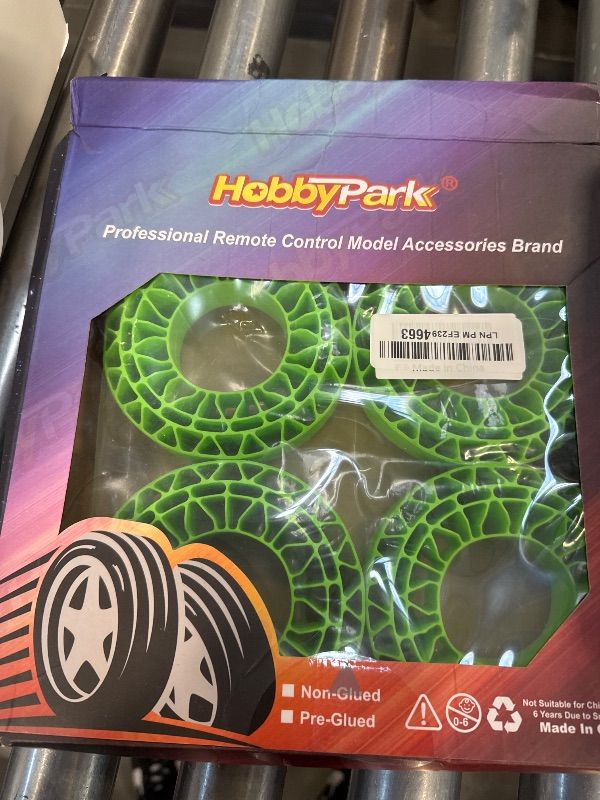 HobbyPark®
Professional Remote Control Model Accessories Brand
LPN PM EF2394663
Made in China
Non-Glued
Pre-Glued
0-6
Not Suitable for
6 Years Due to
Made In